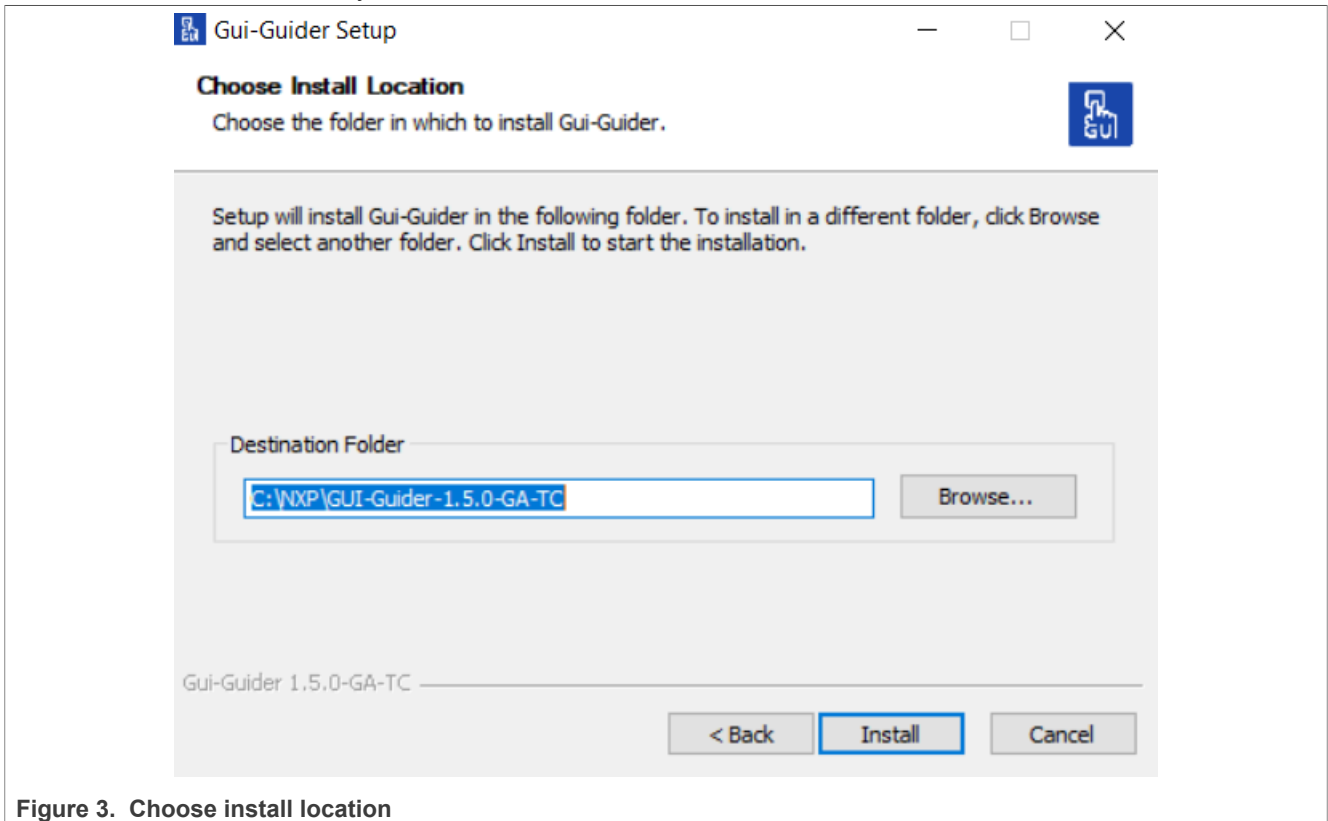 Gui-Guider Setup
Choose Install Location
Choose the folder in which to install Gui-Guider.
GUI
Setup will install Gui-Guider in the following folder. To install in a different folder, click Browse
and select another folder. Click Install to start the installation.
Destination Folder
C:\NXP\GUI-Guider-1.5.0-GA-TC
Browse...
Gui-Guider 1.5.0-GA-TC
< Back
Install
Cancel
Figure 3. Choose install location